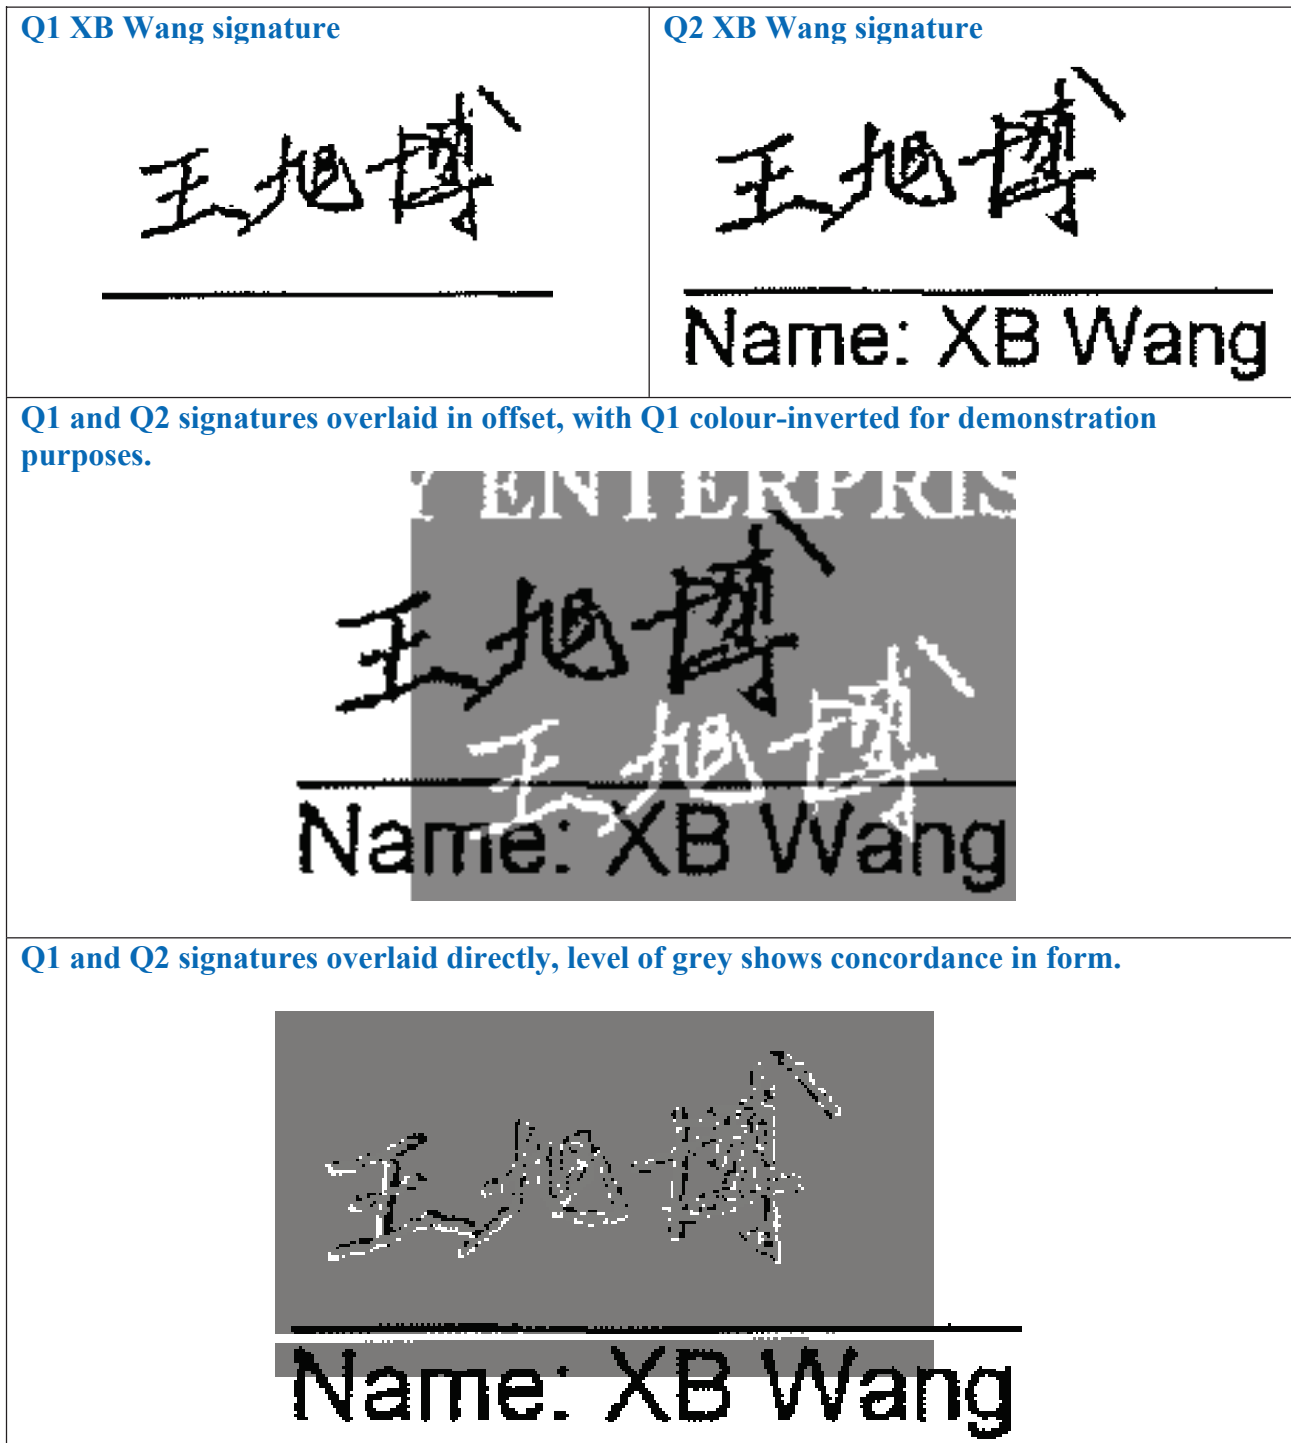 Q1 XB Wang signature
王旭博
Q2 XB Wang signature
王旭博
Name: XB Wang
Q1 and Q2 signatures overlaid in offset, with Q1 colour-inverted for demonstration
purposes.
Y ENTERPRIS
王旭博
王旭博
Name: XB Wang
Q1 and Q2 signatures overlaid directly, level of grey shows concordance in form.
王旭博
Name: XB Wang